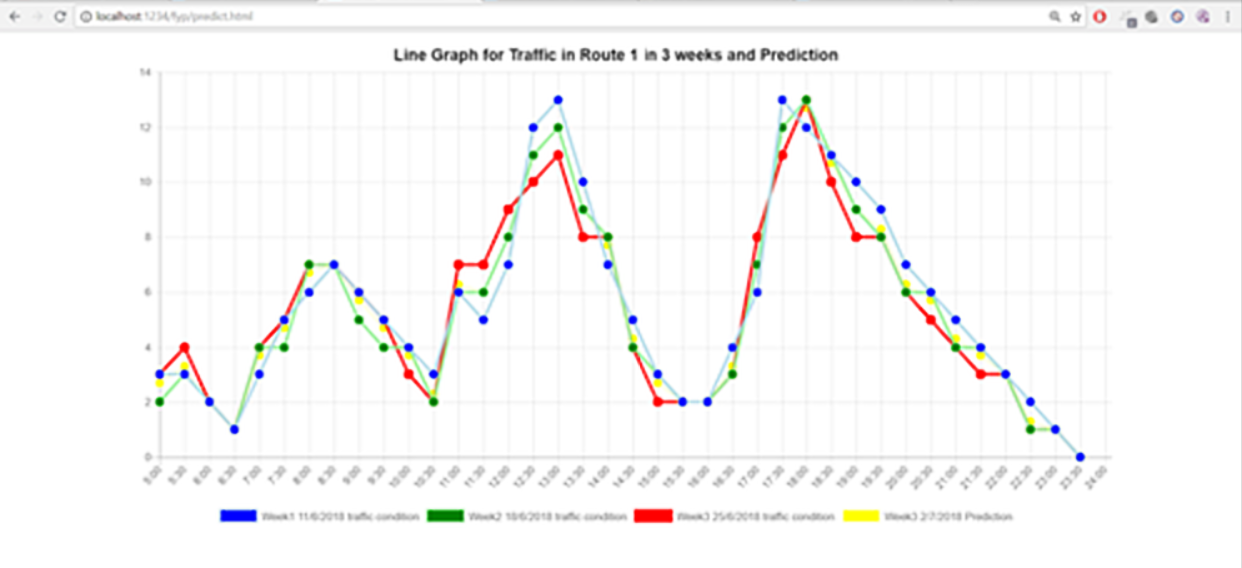 localhost:1234/fyp/predict.html
Line Graph for Traffic in Route 1 in 3 weeks and Prediction
14
12
10
8
6
4
2
0
5:00 5:30 6:00 6:30 7:00 7:30 8:00 8:30 9:00 9:30 10:00 10:30 11:00 11:30 12:00 12:30 13:00 13:30 14:00 14:30 15:00 15:30 16:00 16:30 17:00 17:30 18:00 18:30 19:00 19:30 20:00 20:30 21:00 21:30 22:00 22:30 23:00 23:30 24:00
Week1 11/6/2018 traffic condition Week2 18/6/2018 traffic condition Week3 25/6/2018 traffic condition Week3 2/7/2018 Prediction